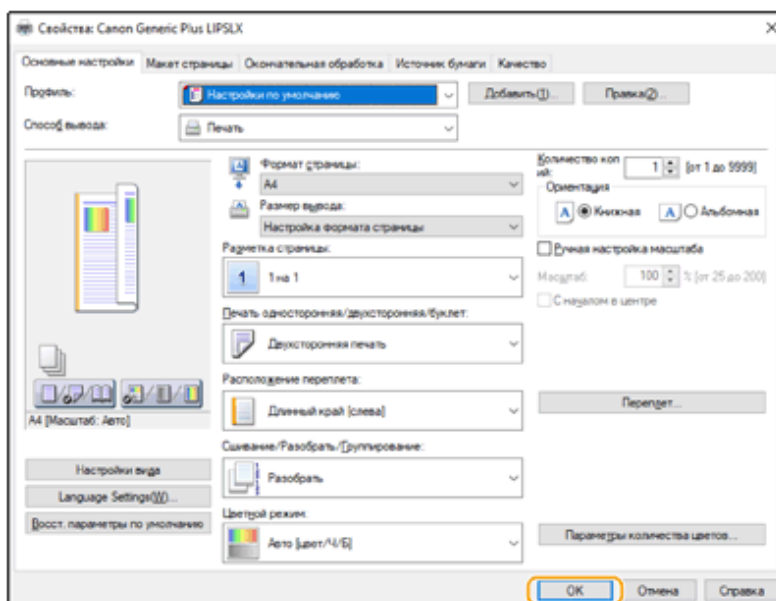 Свойства: Canon Generic Plus LIPSLX
Основные настройки Макет страницы Окончательная обработка Источник бумаги Качество
Профиль: Настройки по умолчанию Добавить(1)... Правка(2)...
Способ вывода: Печать
Формат страницы:
A4
Количество коп
ий: 1 [от 1 до 9999]
Размер вывода:
Настройка формата страницы
Ориентация
A Книжная A Альбомная
Разметка страницы:
1 1 на 1
Ручная настройка масштаба
Масштаб: 100 % [от 25 до 200]
С началом в центре
Печать односторонняя/двухсторонняя/буклет:
Двухсторонняя печать
Расположение переплета:
Длинный край [слева]
Переплет...
A4 [Масштаб: Авто]
Сшивание/Разобрать/Группирование:
Разобрать
Настройки вида
Language Settings(W)...
Восст. параметры по умолчанию
Цветной режим:
Авто [цвет/Ч/Б]
Параметры количества цветов...
OK Отмена Справка